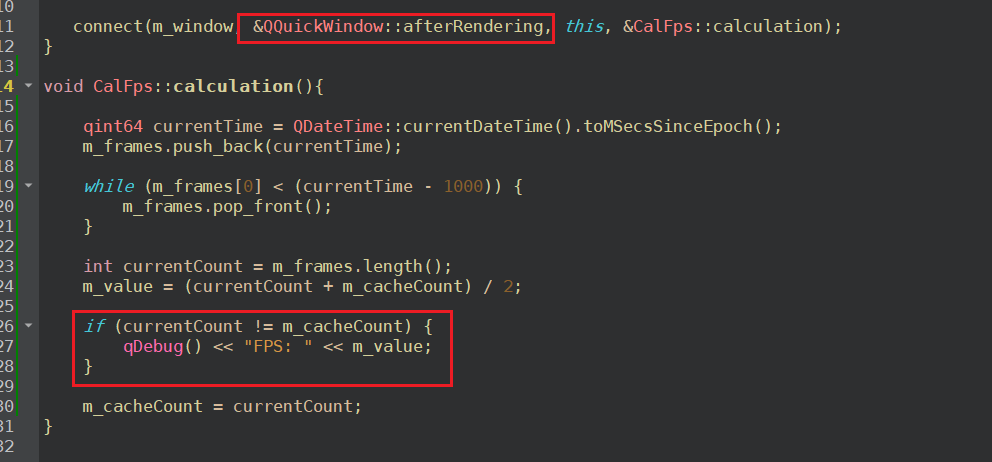 10
11 connect(m_window, &QQuickWindow::afterRendering, this, &CalFps::calculation);
12 }
13
14 void CalFps::calculation(){
15
16 qint64 currentTime = QDateTime::currentDateTime().toMSecsSinceEpoch();
17 m_frames.push_back(currentTime);
18
19 while (m_frames[0] < (currentTime - 1000)) {
20 m_frames.pop_front();
21 }
22
23 int currentCount = m_frames.length();
24 m_value = (currentCount + m_cacheCount) / 2;
25
26 if (currentCount != m_cacheCount) {
27 qDebug() << "FPS: " << m_value;
28 }
29
30 m_cacheCount = currentCount;
31 }
32